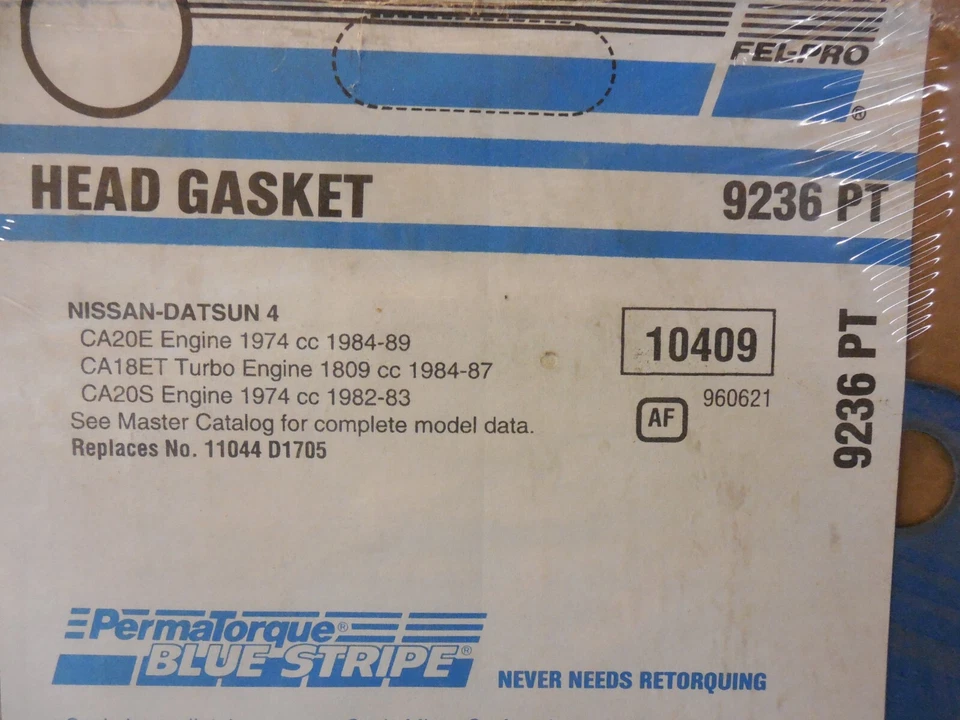 FEL-PRO
®
HEAD GASKET
9236 PT
NISSAN-DATSUN 4
CA20E Engine 1974 cc 1984-89
CA18ET Turbo Engine 1809 cc 1984-87
CA20S Engine 1974 cc 1982-83
See Master Catalog for complete model data.
Replaces No. 11044 D1705
10409
AF
960621
9236 PT
PermaTorque®
BLUE STRIPE®
NEVER NEEDS RETORQUING